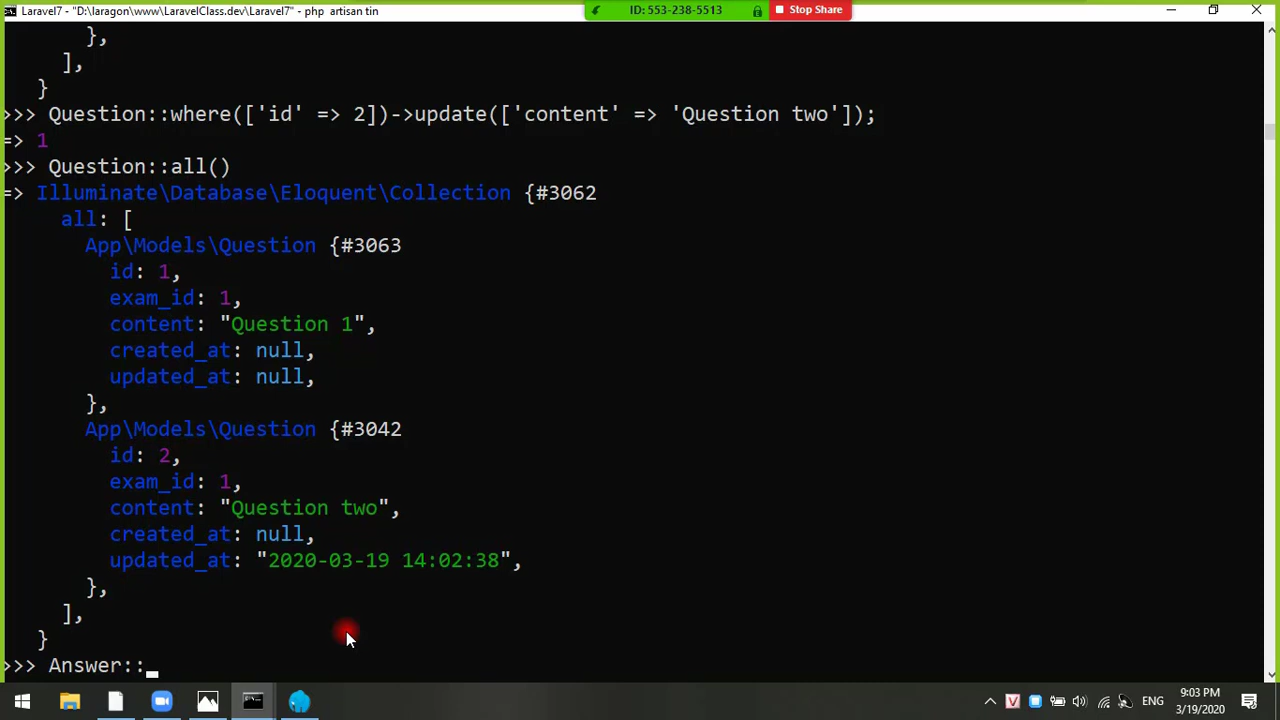 Laravel7 - "D:\laragon\www\LaravelClass.dev\Laravel7" - php  artisan tin
ID: 553-238-5513
Stop Share
},
],
}
>>> Question::where(['id' => 2])->update(['content' => 'Question two']);
=> 1
>>> Question::all()
=> Illuminate\Database\Eloquent\Collection {#3062
all: [
App\Models\Question {#3063
id: 1,
exam_id: 1,
content: "Question 1",
created_at: null,
updated_at: null,
},
App\Models\Question {#3042
id: 2,
exam_id: 1,
content: "Question two",
created_at: null,
updated_at: "2020-03-19 14:02:38",
},
],
}
>>> Answer::_
ENG
9:03 PM
3/19/2020